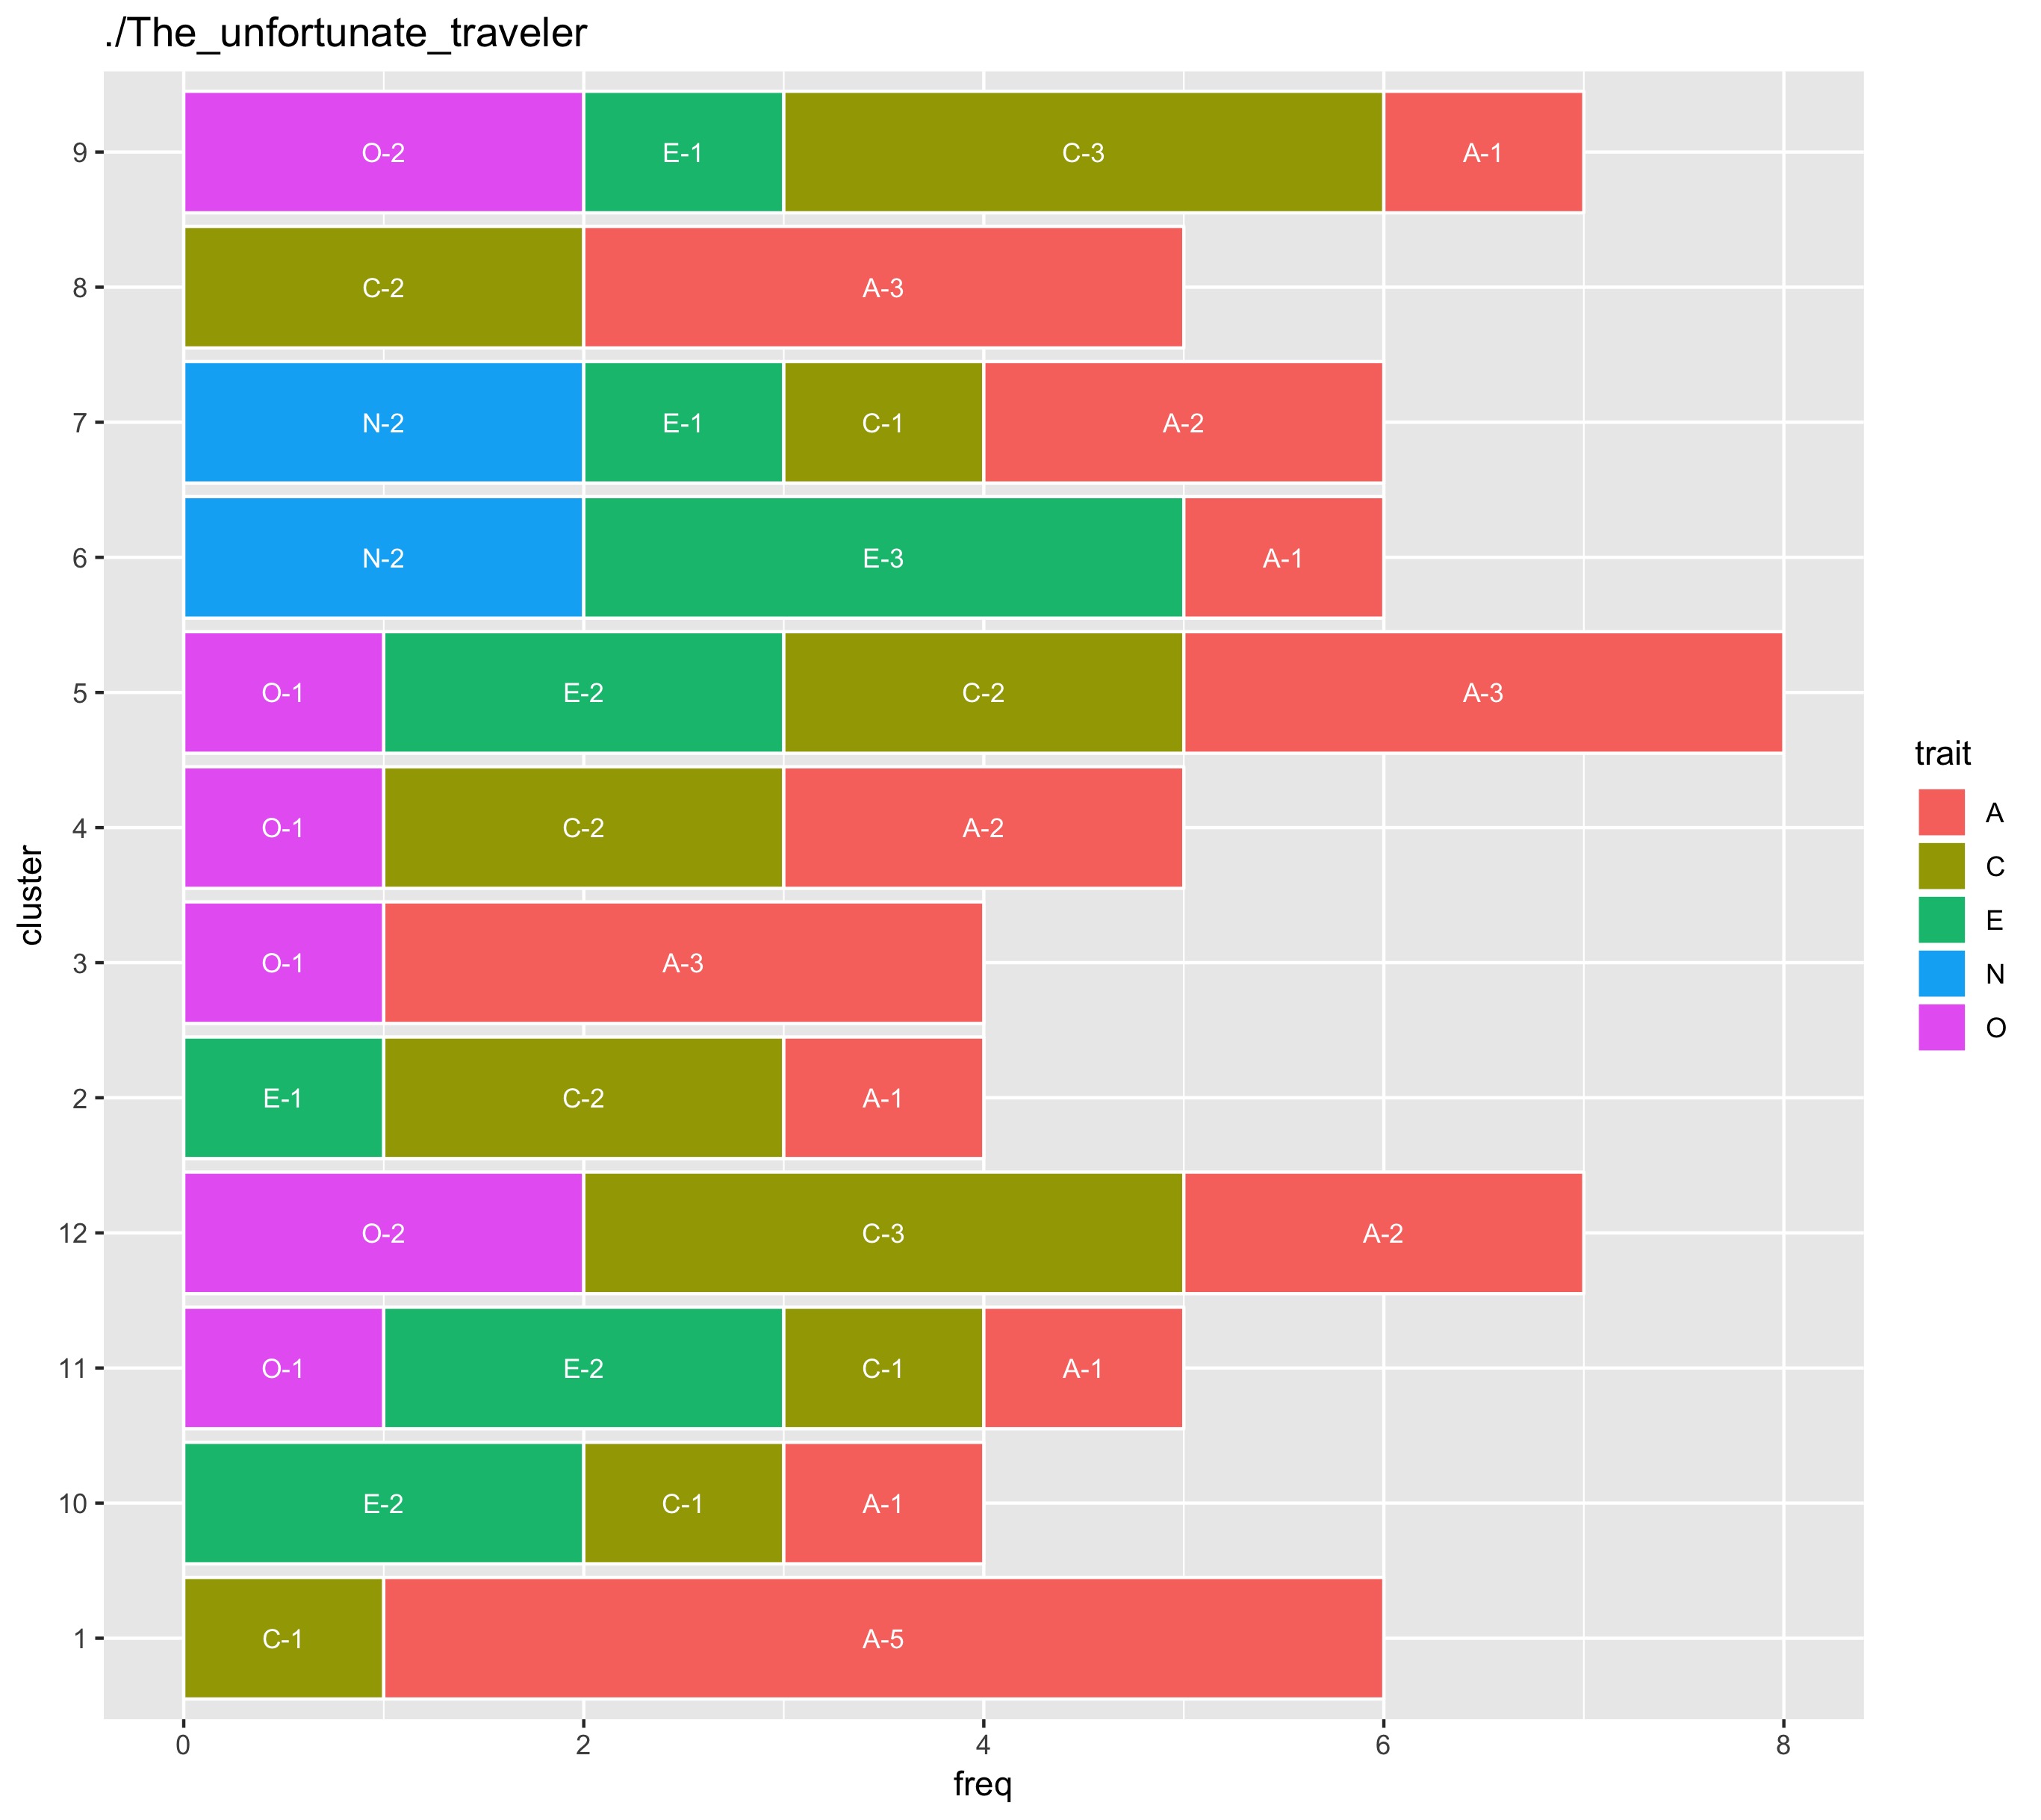 ./The_unfortunate_traveler
cluster
9 O-2 E-1 C-3 A-1
8 C-2 A-3
7 N-2 E-1 C-1 A-2
6 N-2 E-3 A-1
5 O-1 E-2 C-2 A-3
4 O-1 C-2 A-2
3 O-1 A-3
2 E-1 C-2 A-1
12 O-2 C-3 A-2
11 O-1 E-2 C-1 A-1
10 E-2 C-1 A-1
1 C-1 A-5
0 2 4 6 8
freq
trait
A
C
E
N
O